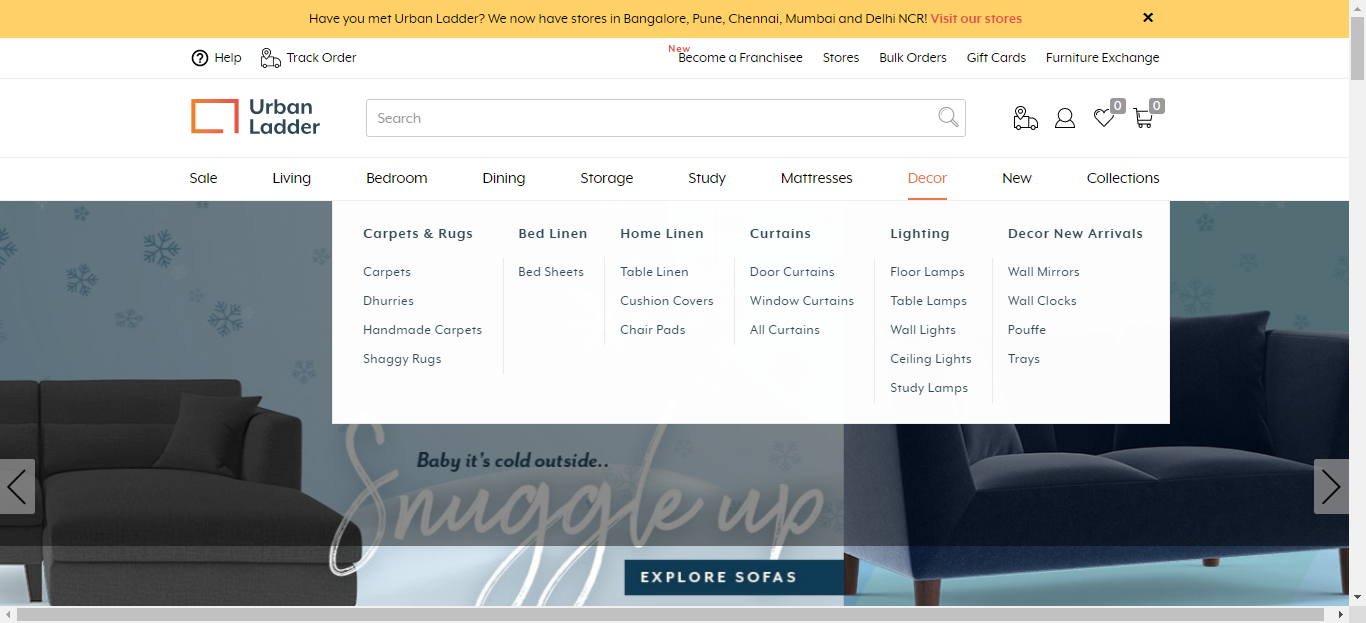 Have you met Urban Ladder? We now have stores in Bangalore, Pune, Chennai, Mumbai and Delhi NCR! Visit our stores
Help Track Order New Become a Franchisee Stores Bulk Orders Gift Cards Furniture Exchange
Urban
Ladder
Search
0 0
Sale Living Bedroom Dining Storage Study Mattresses Decor New Collections
Carpets & Rugs
Carpets
Dhurries
Handmade Carpets
Shaggy Rugs
Bed Linen
Bed Sheets
Home Linen
Table Linen
Cushion Covers
Chair Pads
Curtains
Door Curtains
Window Curtains
All Curtains
Lighting
Floor Lamps
Table Lamps
Wall Lights
Ceiling Lights
Study Lamps
Decor New Arrivals
Wall Mirrors
Wall Clocks
Pouffe
Trays
Baby it's cold outside..
Snuggle up
EXPLORE SOFAS